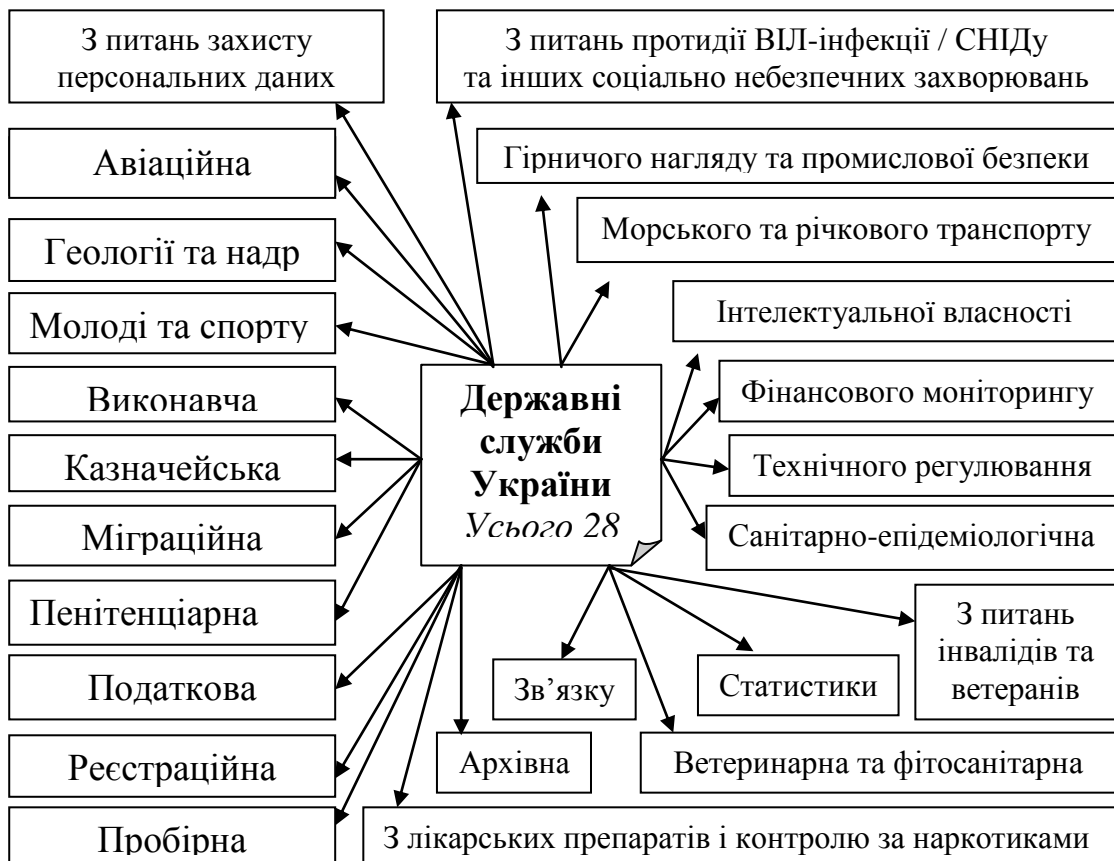 З питань захисту
персональних даних
З питань протидії ВІЛ-інфекції / СНІДу
та інших соціально небезпечних захворювань
Авіаційна
Гірничого нагляду та промислової безпеки
Геології та надр
Морського та річкового транспорту
Молоді та спорту
Інтелектуальної власності
Виконавча
Державні
служби
України
Усього 28
Фінансового моніторингу
Казначейська
Технічного регулювання
Міграційна
Санітарно-епідеміологічна
Пенітенціарна
З питань
інвалідів та
ветеранів
Податкова
Зв’язку
Статистики
Реєстраційна
Архівна
Ветеринарна та фітосанітарна
Пробірна
З лікарських препаратів і контролю за наркотиками